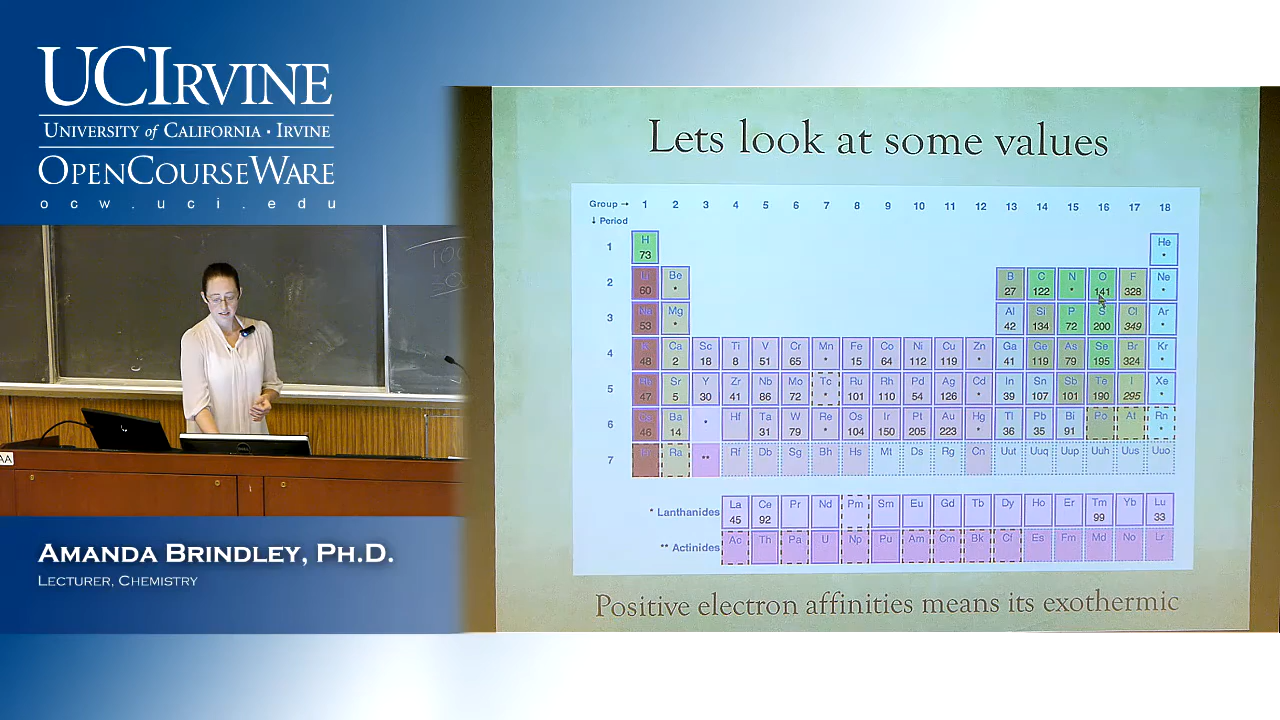 UCIRVINE
UNIVERSITY of CALIFORNIA · IRVINE
OPENCOURSEWARE
ocw.uci.edu
AA
AMANDA BRINDLEY, PH.D.
LECTURER, CHEMISTRY
Lets look at some values
Group → 1 2 3 4 5 6 7 8 9 10 11 12 13 14 15 16 17 18
↓ Period
1 H He
73 *
2 Li Be B C N O F Ne
60 * 27 122 * 141 328 *
3 Na Mg Al Si P S Cl Ar
53 * 42 134 72 200 349 *
4 K Ca Sc Ti V Cr Mn Fe Co Ni Cu Zn Ga Ge As Se Br Kr
48 2 18 8 51 65 * 15 64 112 119 * 41 119 79 195 324 *
5 Rb Sr Y Zr Nb Mo Tc Ru Rh Pd Ag Cd In Sn Sb Te I Xe
47 5 30 41 86 72 * 101 110 54 126 * 39 107 101 190 295 *
6 Cs Ba * Hf Ta W Re Os Ir Pt Au Hg Tl Pb Bi Po At Rn
46 14 31 79 * 104 150 205 223 * 36 35 91 *
7 Fr Ra ** Rf Db Sg Bh Hs Mt Ds Rg Cn Uut Uuq Uup Uuh Uus Uuo
* Lanthanides La Ce Pr Nd Pm Sm Eu Gd Tb Dy Ho Er Tm Yb Lu
45 92 99 33
** Actinides Ac Th Pa U Np Pu Am Cm Bk Cf Es Fm Md No Lr
Positive electron affinities means its exothermic